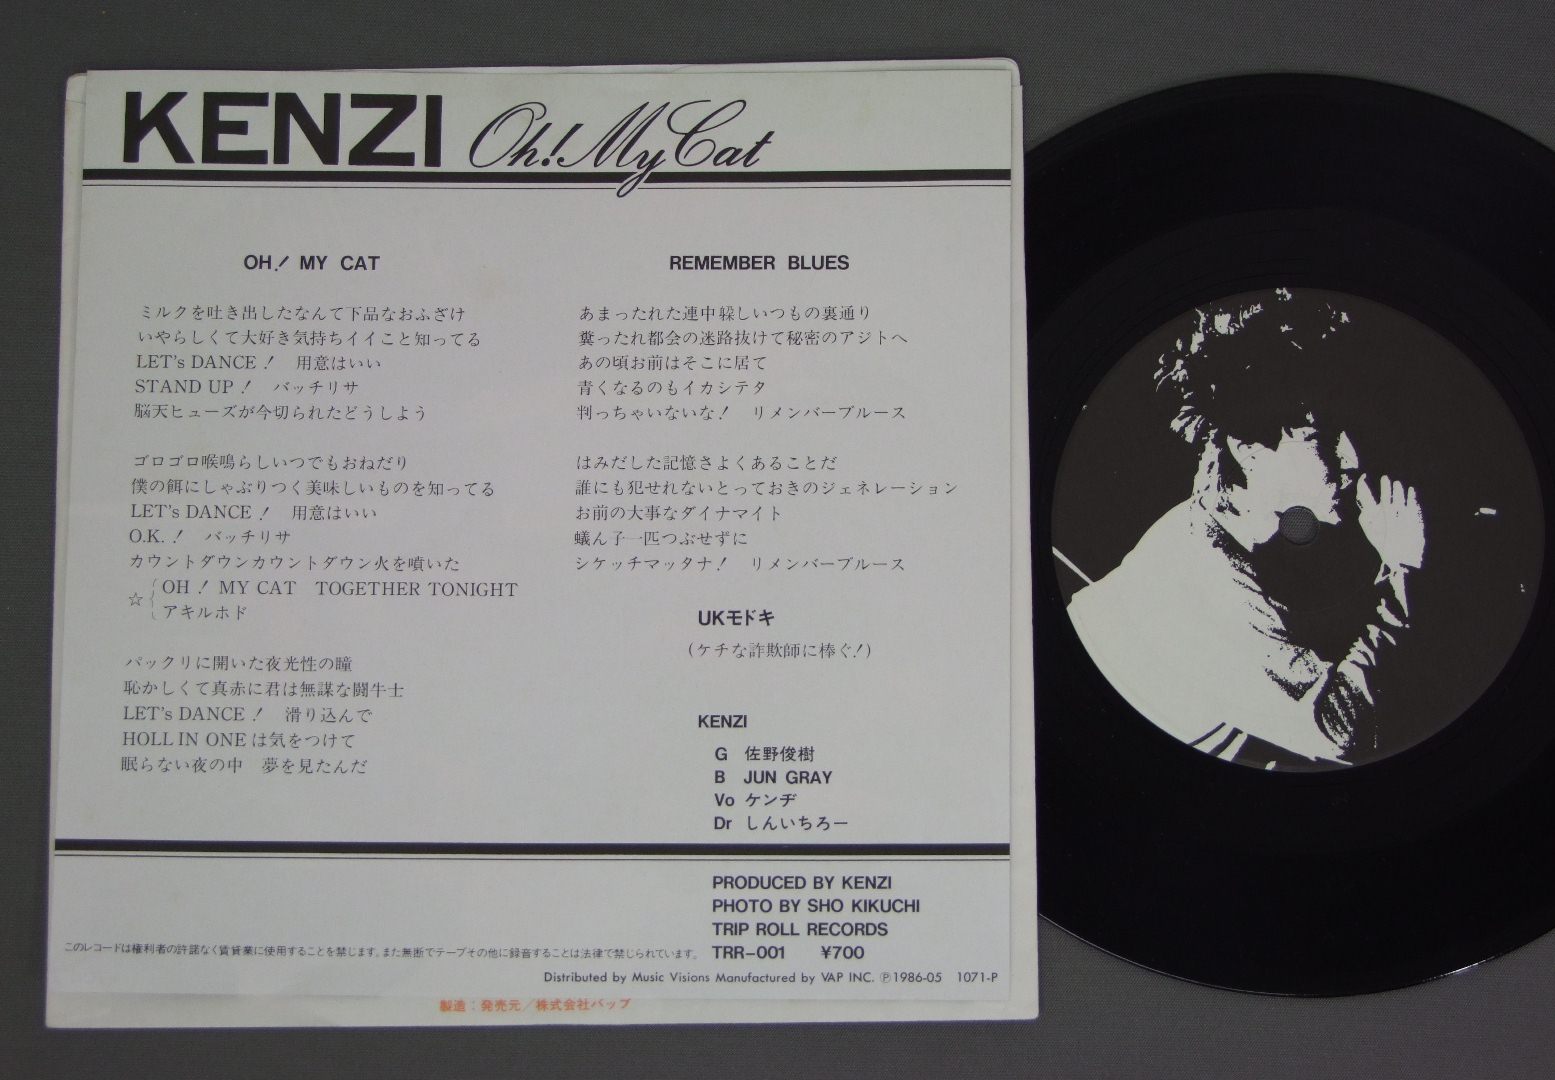 KENZI Oh! My Cat
OH! MY CAT
ミルクを吐き出したなんて下品なおふざけ
いやらしくて大好き気持ちイイこと知ってる
LET's DANCE! 用意はいい
STAND UP! バッチリサ
脳天ヒューズが今切られたどうしよう
ゴロゴロ喉鳴らしいつでもおねだり
僕の餌にしゃぶりつく美味しいものを知ってる
LET's DANCE! 用意はいい
O.K.! バッチリサ
カウントダウンカウントダウン火を噴いた
☆{OH! MY CAT TOGETHER TONIGHT
アキルホド
パックリに開いた夜光性の瞳
恥かしくて真赤に君は無謀な闘牛士
LET's DANCE! 滑り込んで
HOLL IN ONEは気をつけて
眠らない夜の中 夢を見たんだ
REMEMBER BLUES
あまったれた連中躱しいつもの裏通り
糞ったれ都会の迷路抜けて秘密のアジトへ
あの頃お前はそこに居て
青くなるのもイカシテタ
判っちゃいないな! リメンバーブルース
はみだした記憶さよくあることだ
誰にも犯せれないとっておきのジェネレーション
お前の大事なダイナマイト
蟻ん子一匹つぶせずに
シケッチマッタナ! リメンバーブルース
UKモドキ
(ケチな詐欺師に棒ぐ!)
KENZI
G 佐野俊樹
B JUN GRAY
Vo ケンヂ
Dr しんいちろー
PRODUCED BY KENZI
PHOTO BY SHO KIKUCHI
TRIP ROLL RECORDS
TRR-001 ¥700
このレコードは権利者の許諾なく賃貸業に使用することを禁じます。また無断でテープその他に録音することは法律で禁じられています。
Distributed by Music Visions Manufactured by VAP INC. ℗1986-05 1071-P
製造:発売元/株式会社バップ